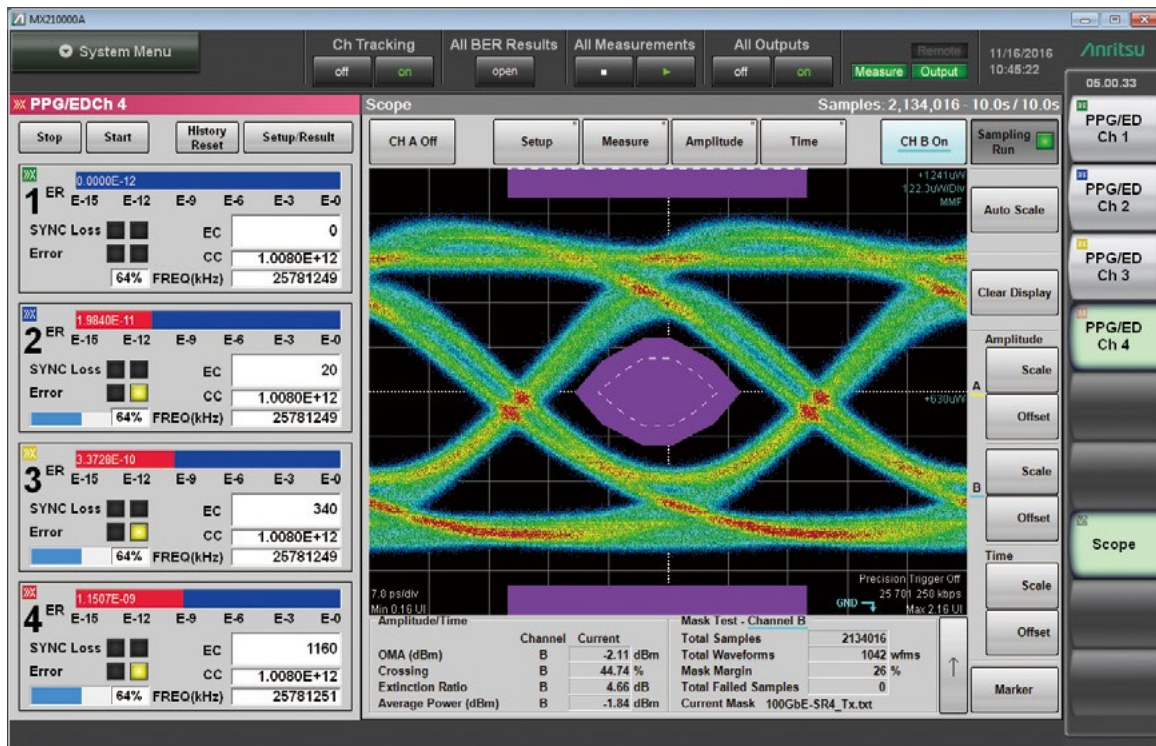 MX210000A
System Menu
Ch Tracking
off on
All BER Results
open
All Measurements
All Outputs
off on
Remote
Measure Output
11/16/2016
10:45:22
Anritsu
05.00.33
PPG/EDCh 4
Stop Start History Reset Setup/Result
1 ER 0.0000E-12
E-15 E-12 E-9 E-6 E-3 E-0
SYNC Loss EC 0
Error CC 1.0080E+12
64% FREQ(kHz) 25781249
2 ER 1.9840E-11
E-15 E-12 E-9 E-6 E-3 E-0
SYNC Loss EC 20
Error CC 1.0080E+12
64% FREQ(kHz) 25781249
3 ER 3.3728E-10
E-15 E-12 E-9 E-6 E-3 E-0
SYNC Loss EC 340
Error CC 1.0080E+12
64% FREQ(kHz) 25781249
4 ER 1.1507E-09
E-15 E-12 E-9 E-6 E-3 E-0
SYNC Loss EC 1160
Error CC 1.0080E+12
64% FREQ(kHz) 25781251
Scope Samples: 2,134,016 - 10.0s / 10.0s
CH A Off Setup Measure Amplitude Time CH B On Sampling Run
+1241uW
122.3uW/Div
MMF
+630uW
7.8 ps/div
Min 0.16 UI
Precision Trigger Off
25 781 250 kbps
GND Max 2.16 UI
Amplitude/Time
Channel Current
OMA (dBm) B -2.11 dBm
Crossing B 44.74 %
Extinction Ratio B 4.66 dB
Average Power (dBm) B -1.84 dBm
Mask Test - Channel B
Total Samples 2134016
Total Waveforms 1042 wfms
Mask Margin 26 %
Total Failed Samples 0
Current Mask 100GbE-SR4_Tx.txt
Auto Scale
Clear Display
Amplitude
A
Scale
Offset
B
Scale
Offset
Time
Scale
Offset
Marker
PPG/ED
Ch 1
PPG/ED
Ch 2
PPG/ED
Ch 3
PPG/ED
Ch 4
Scope